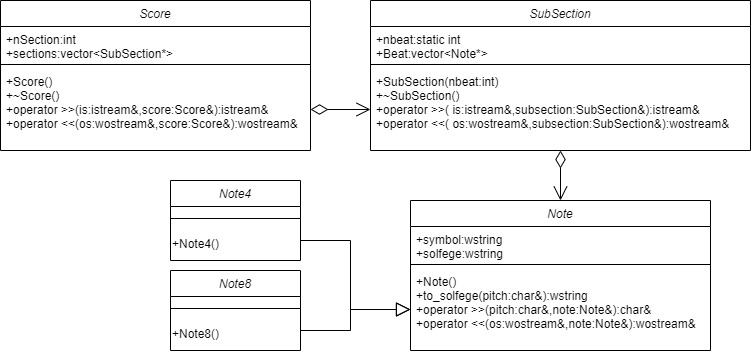 Score
+nSection:int
+sections:vector<SubSection*>
+Score()
+~Score()
+operator >>(is:istream&,score:Score&):istream&
+operator <<(os:wostream&,score:Score&):wostream&
SubSection
+nbeat:static int
+Beat:vector<Note*>
+SubSection(nbeat:int)
+~SubSection()
+operator >>( is:istream&,subsection:SubSection&):istream&
+operator <<( os:wostream&,subsection:SubSection&):wostream&
Note4
+Note4()
Note8
+Note8()
Note
+symbol:wstring
+solfege:wstring
+Note()
+to_solfege(pitch:char&):wstring
+operator >>(pitch:char&,note:Note&):char&
+operator <<(os:wostream&,note:Note&):wostream&